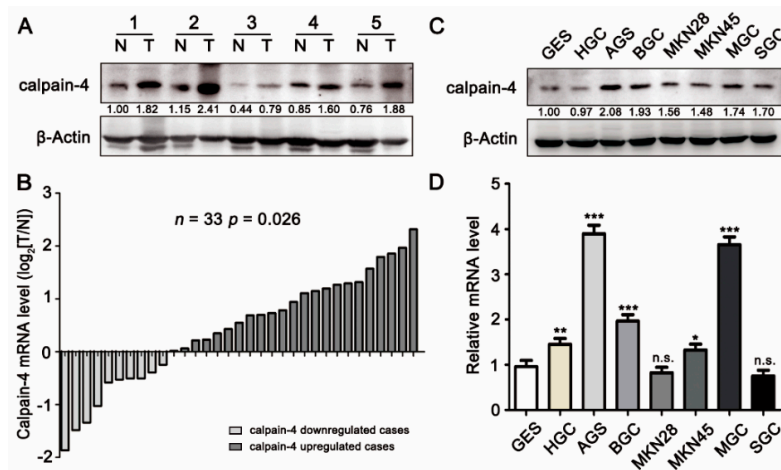 A
1 2 3 4 5
N T N T N T N T N T
calpain-4
1.00 1.82 1.15 2.41 0.44 0.79 0.85 1.60 0.76 1.88
β-Actin
B
Calpain-4 mRNA level (log2[T/N])
3
2
1
0
-1
-2
n = 33 p = 0.026
calpain-4 downregulated cases
calpain-4 upregulated cases
C
GES HGC AGS BGC MKN28 MKN45 MGC SGC
calpain-4
1.00 0.97 2.08 1.93 1.56 1.48 1.74 1.70
β-Actin
D
Relative mRNA level
5
4
3
2
1
0
** *** *** n.s. * *** n.s.
GES HGC AGS BGC MKN28 MKN45 MGC SGC